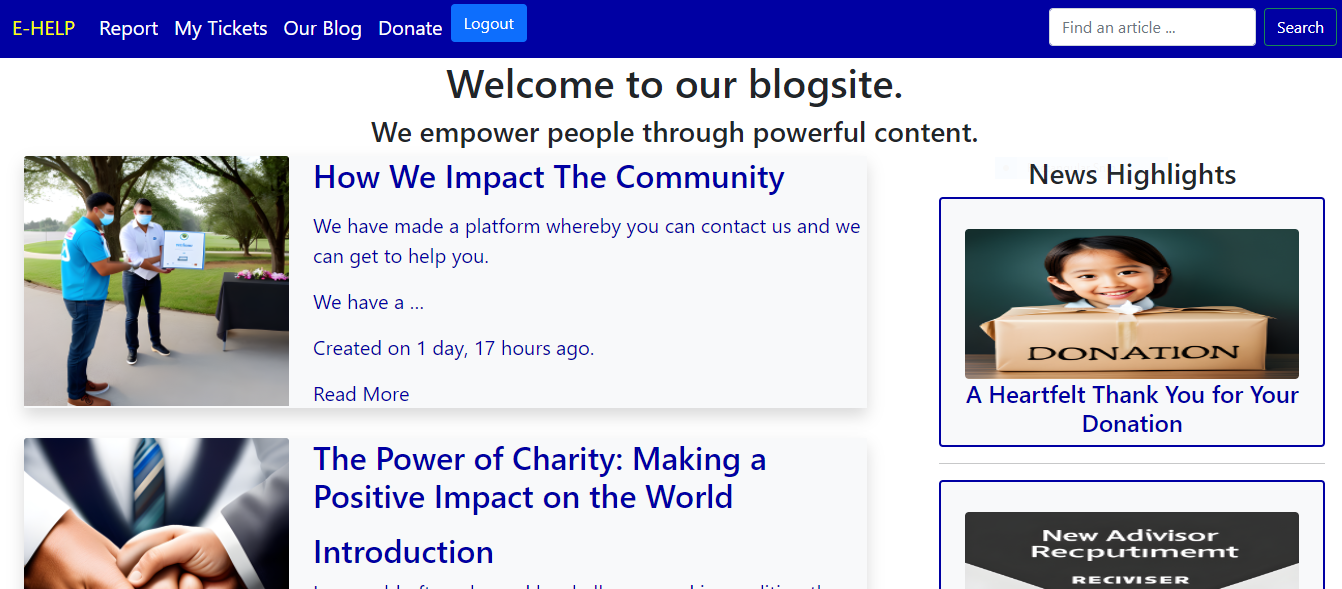 E-HELP Report My Tickets Our Blog Donate Logout Find an article ... Search
Welcome to our blogsite.
We empower people through powerful content.
How We Impact The Community
We have made a platform whereby you can contact us and we
can get to help you.
We have a ...
Created on 1 day, 17 hours ago.
Read More
The Power of Charity: Making a
Positive Impact on the World
Introduction
News Highlights
DONATION
A Heartfelt Thank You for Your
Donation
New Adivisor
Recputimemt
RECIVISER